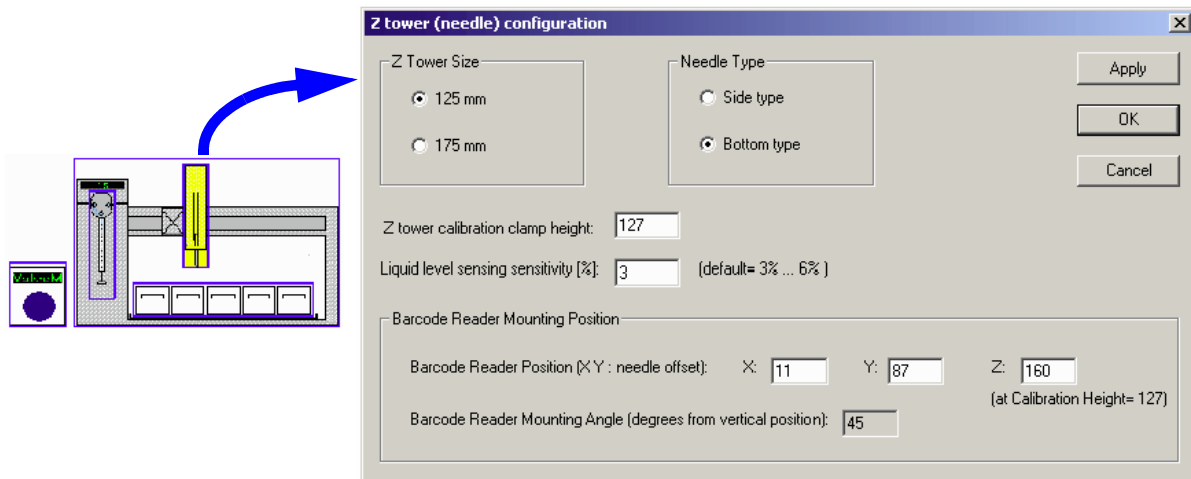 Z tower (needle) configuration
Z Tower Size
125 mm
175 mm
Needle Type
Side type
Bottom type
Apply
OK
Cancel
Z tower calibration clamp height: 127
Liquid level sensing sensitivity [%]: 3 (default= 3% ... 6% )
Barcode Reader Mounting Position
Barcode Reader Position (X Y : needle offset): X: 11 Y: 87 Z: 160
(at Calibration Height= 127)
Barcode Reader Mounting Angle (degrees from vertical position): 45